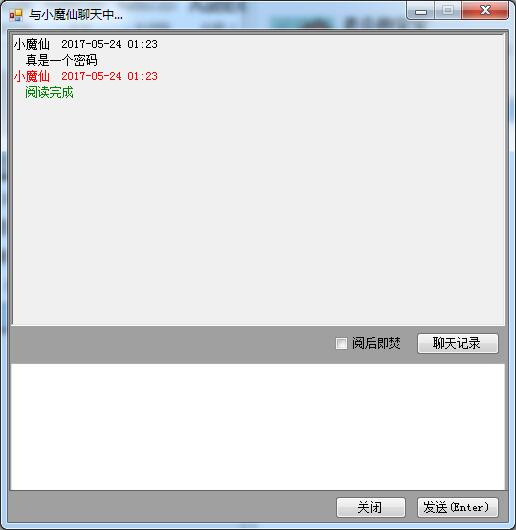 与小魔仙聊天中...
小魔仙 2017-05-24 01:23
真是一个密码
小魔仙 2017-05-24 01:23
阅读完成
阅后即焚 聊天记录
关闭 发送(Enter)